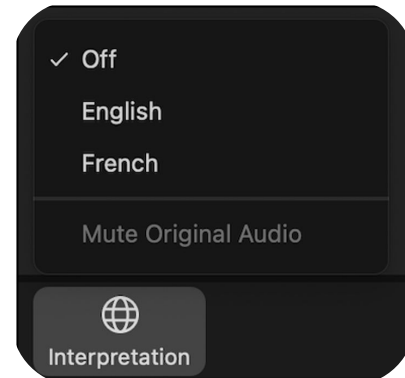 Off
English
French
Mute Original Audio
Interpretation